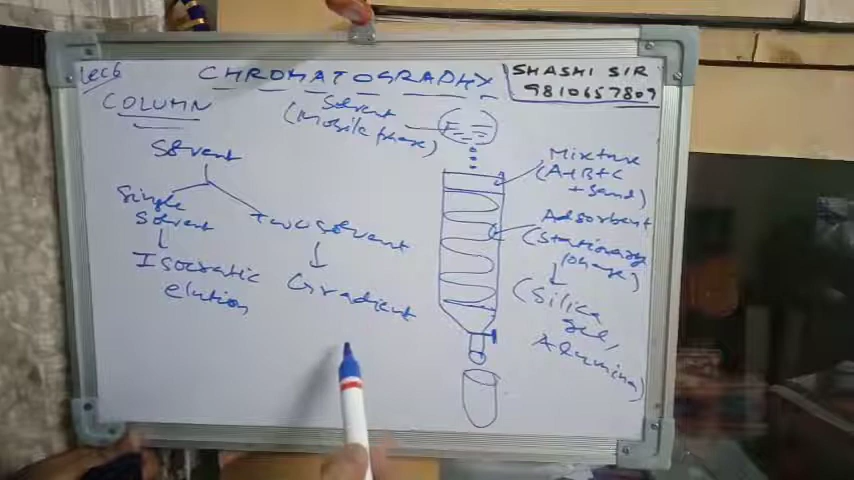 Lec6
CHROMATOGRAPHY
SHASHI SIR
9810657809
COLUMN
Solvent
(Mobile phase)
Solvent
Single
Solvent
Two solvent
Isocratic
elution
Gradient
Mixture
(A+B+C
+Sand)
Adsorbent
(Stationary
phase)
(Silica
gel,
Alumina)